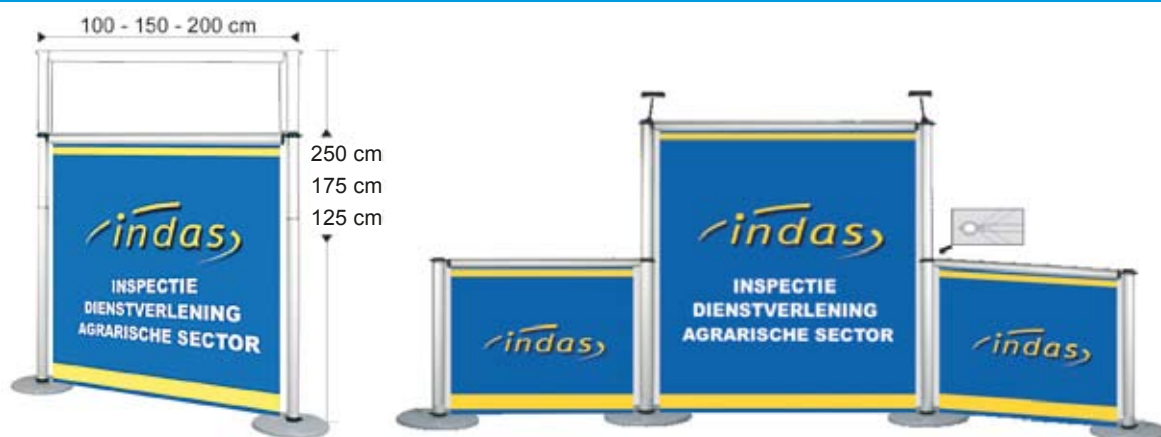 100 - 150 - 200 cm
250 cm
175 cm
125 cm
indas
INSPECTIE
DIENSTVERLENING
AGRARISCHE SECTOR
indas
indas
INSPECTIE
DIENSTVERLENING
AGRARISCHE SECTOR
indas